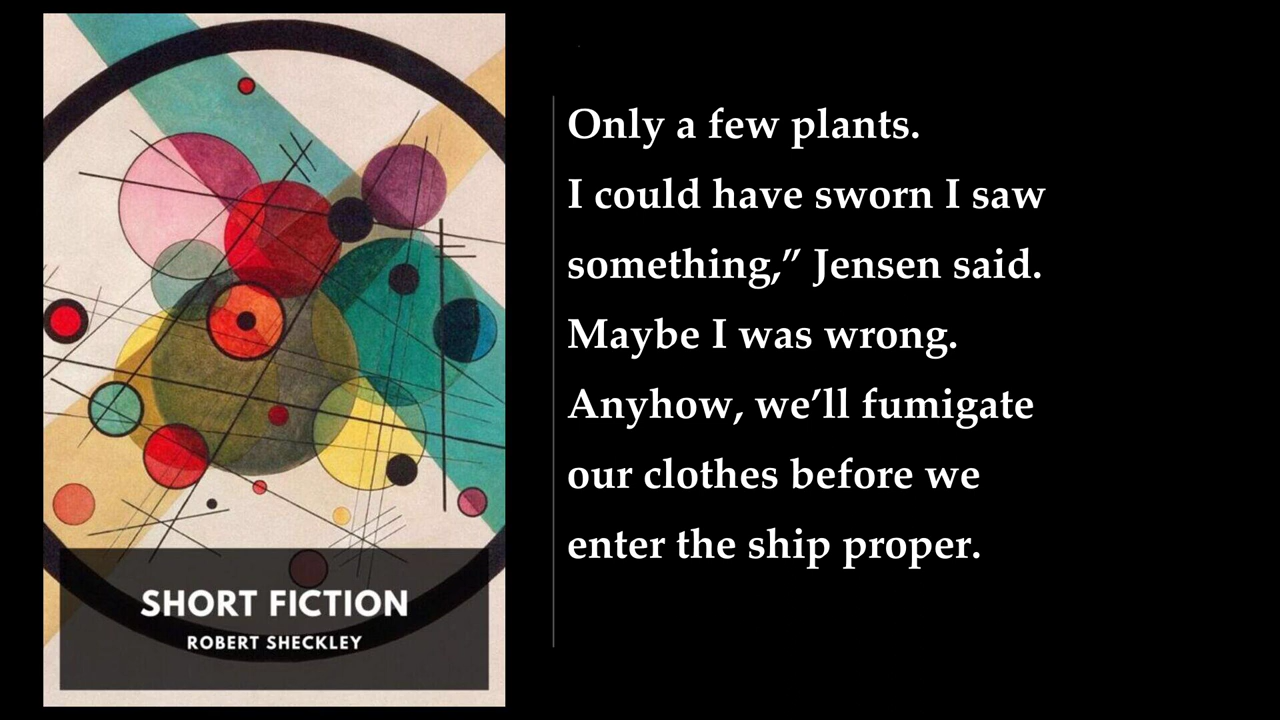 SHORT FICTION
ROBERT SHECKLEY
Only a few plants.
I could have sworn I saw
something,” Jensen said.
Maybe I was wrong.
Anyhow, we’ll fumigate
our clothes before we
enter the ship proper.